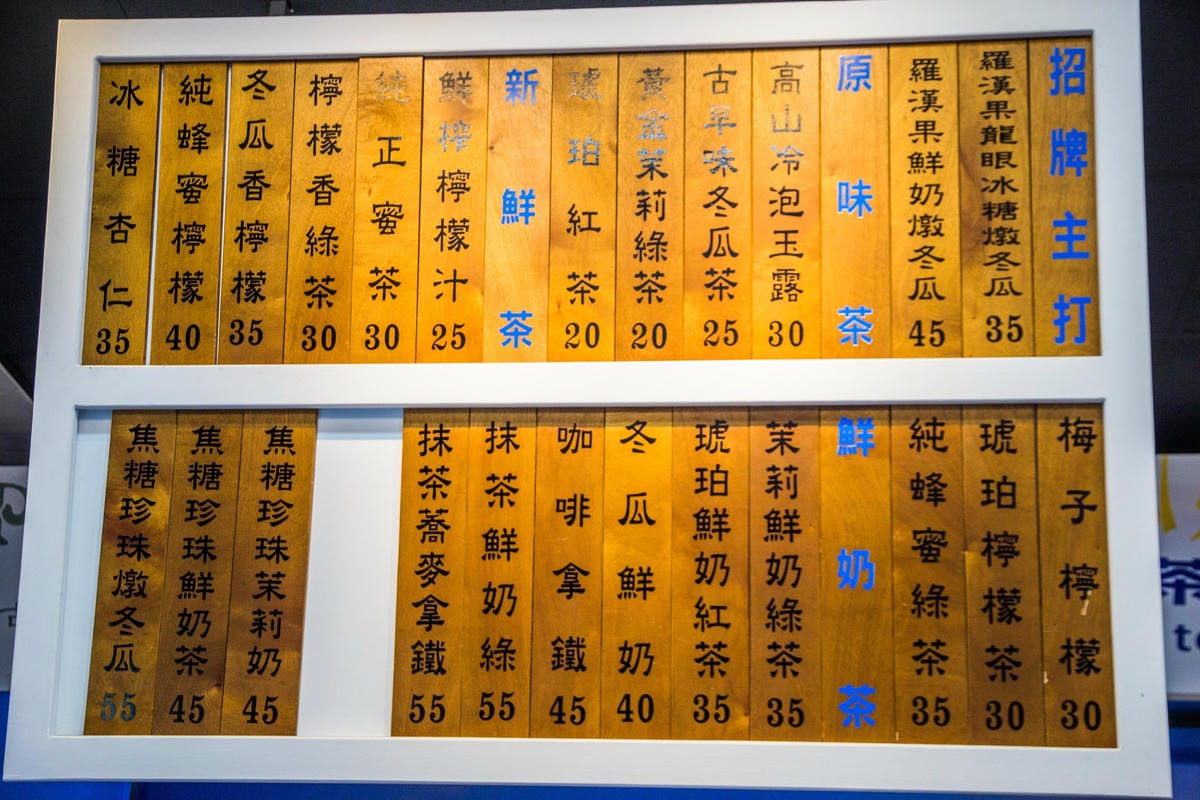 招牌主打
羅漢果龍眼冰糖燉冬瓜 35
羅漢果鮮奶燉冬瓜 45
原味茶
高山冷泡玉露 30
古早味冬瓜茶 25
黃金茉莉綠茶 20
琥珀紅茶 20
新鮮茶
鮮榨檸檬汁 25
純正蜜茶 30
檸檬香綠茶 30
冬瓜香檸檬 35
純蜂蜜檸檬 40
冰糖杏仁 35
梅子檸檬 30
琥珀檸檬茶 30
純蜂蜜綠茶 35
鮮奶茶
茉莉鮮奶綠茶 35
琥珀鮮奶紅茶 35
冬瓜鮮奶 40
咖啡拿鐵 45
抹茶鮮奶綠 55
抹茶蕎麥拿鐵 55
焦糖珍珠茉莉奶 45
焦糖珍珠鮮奶茶 45
焦糖珍珠燉冬瓜 55
茶